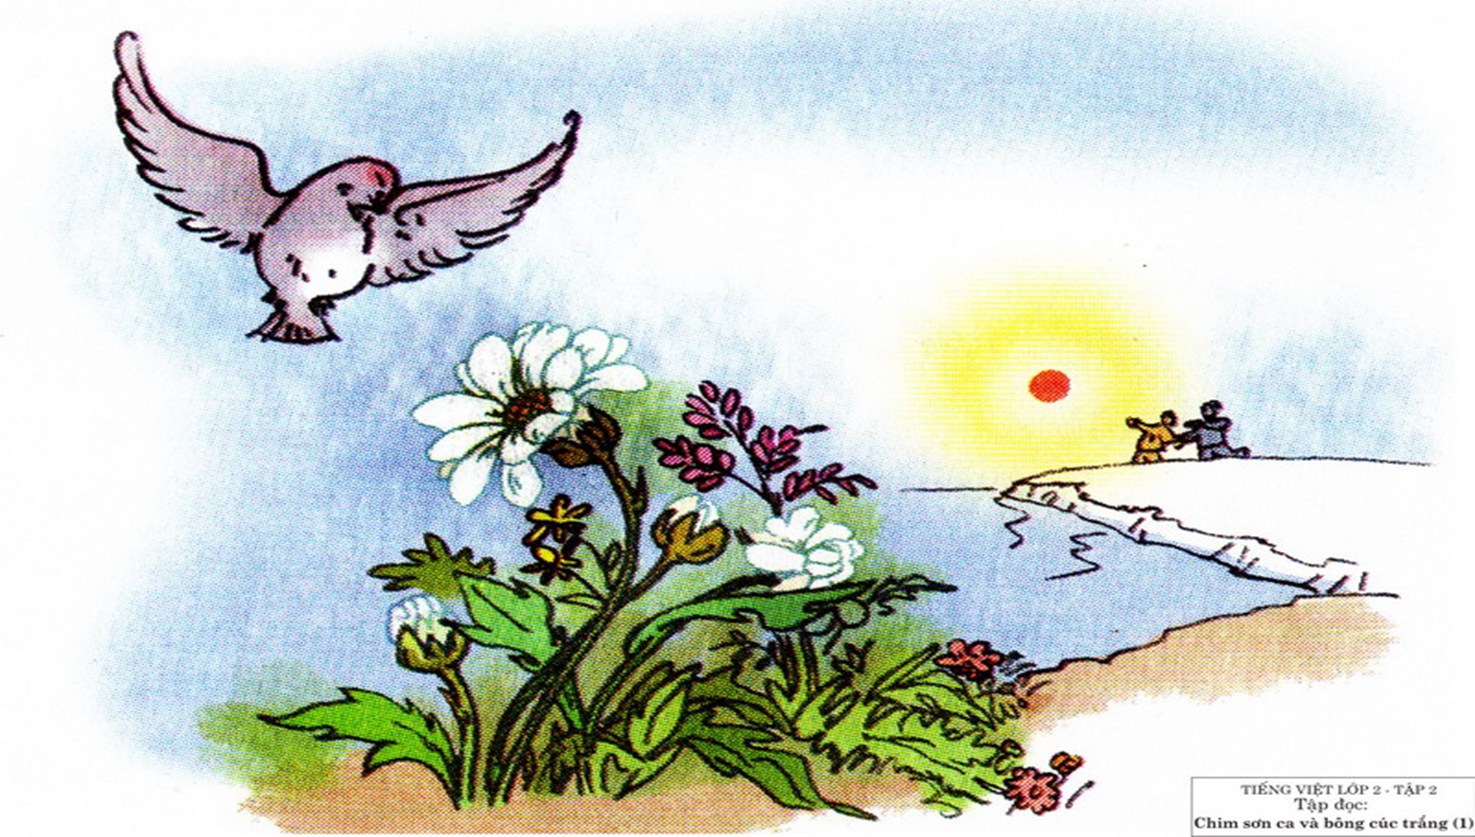 TIẾNG VIỆT LỚP 2 - TẬP 2
Tập đọc:
Chim sơn ca và bông cúc trắng (1)